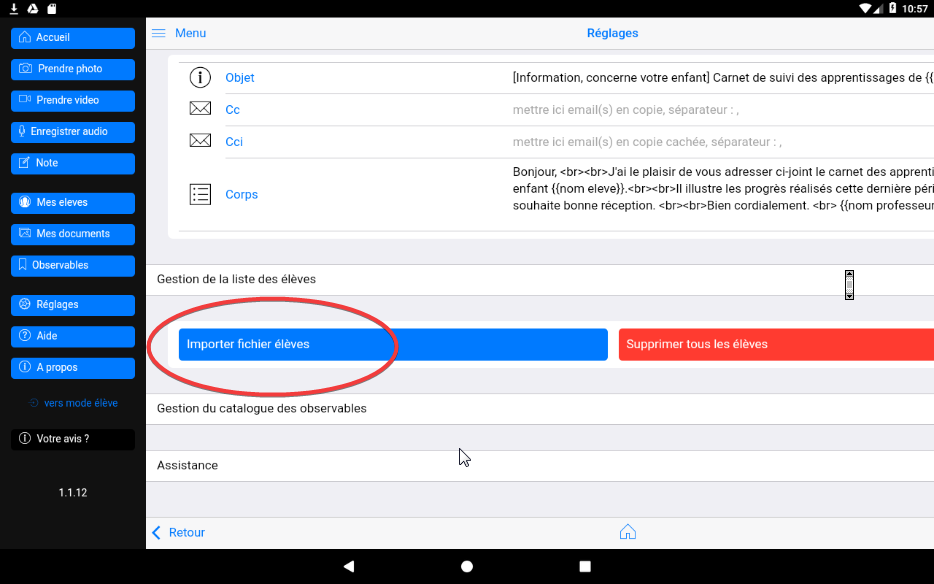 10:57
Accueil
Prendre photo
Prendre video
Enregistrer audio
Note
Mes eleves
Mes documents
Observables
Réglages
Aide
A propos
vers mode élève
Votre avis ?
1.1.12
Menu
Réglages
Objet
[Information, concerne votre enfant] Carnet de suivi des apprentissages de {{
Cc
mettre ici email(s) en copie, séparateur : ,
Cci
mettre ici email(s) en copie cachée, séparateur : ,
Corps
Bonjour, <br><br>J'ai le plaisir de vous adresser ci-joint le carnet des apprenti
enfant {{nom eleve}}.<br><br>Il illustre les progrès réalisés cette dernière péri
souhaite bonne réception. <br><br>Bien cordialement. <br> {{nom professeur
Gestion de la liste des élèves
Importer fichier élèves
Supprimer tous les élèves
Gestion du catalogue des observables
Assistance
Retour